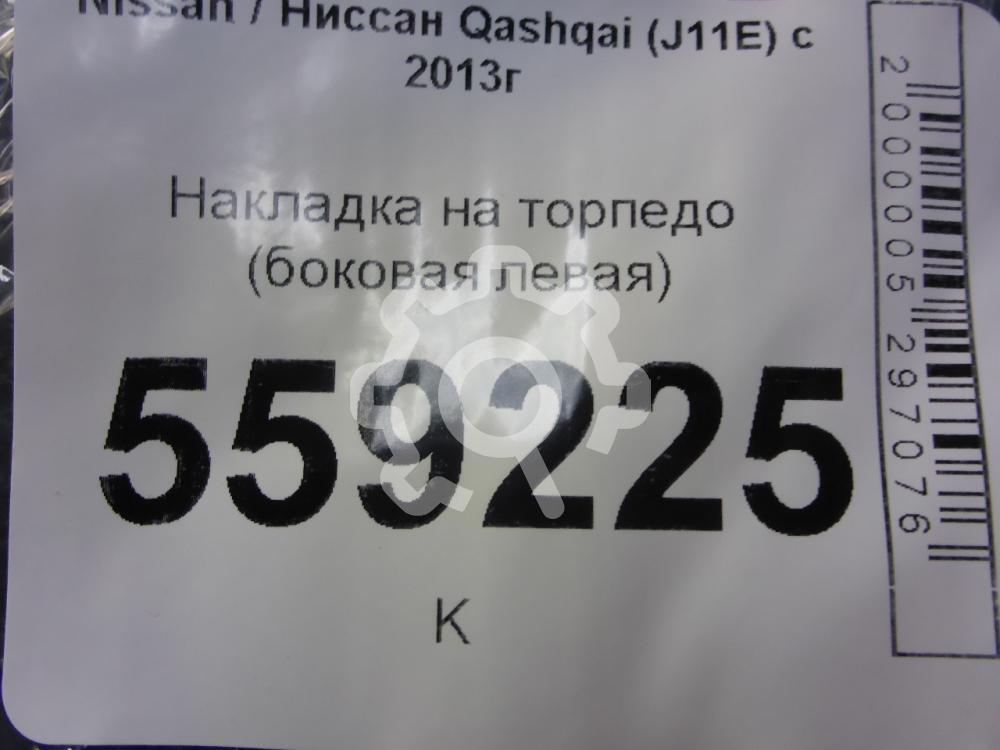 Nissan / Ниссан Qashqai (J11E) с
2013г
Накладка на торпедо
(боковая левая)
559225
К
2000005297076